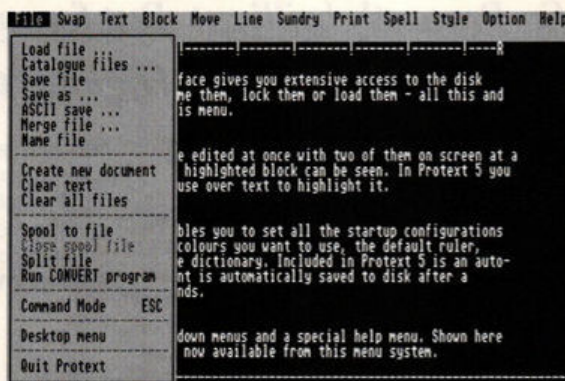 File Swap Text Block Move Line Sundry Print Spell Style Option Help
Load file ...
Catalogue files ...
Save file
Save as ...
ASCII save ...
Merge file ...
Name file
Create new document
Clear text
Clear all files
Spool to file
Close spool file
Split file
Run CONVERT program
Command Mode ESC
Desktop menu
Quit Protext
!-------!-------!-------!-------!----R
face gives you extensive access to the disk
me them, lock them or load them - all this and
is menu.
e edited at once with two of them on screen at a
highlghted block can be seen. In Protext 5 you
use over text to highlight it.
bles you to set all the startup configurations
colours you want to use, the default ruler,
e dictionary. Included in Protext 5 is an auto-
nt is automatically saved to disk after a
nds.
down menus and a special help menu. Shown here
now available from this menu system.